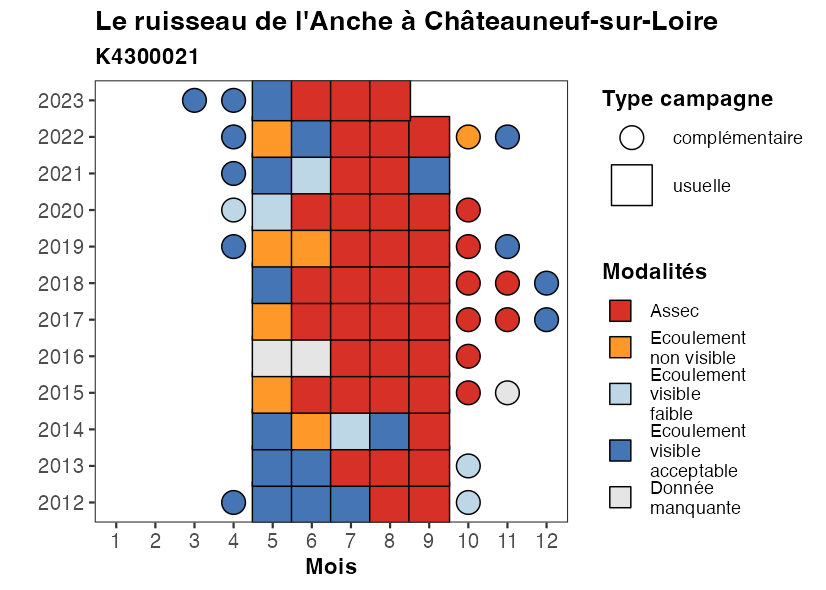 Le ruisseau de l'Anche à Châteauneuf-sur-Loire
K4300021
2023
2022
2021
2020
2019
2018
2017
2016
2015
2014
2013
2012
1 2 3 4 5 6 7 8 9 10 11 12
Mois
Type campagne
complémentaire
usuelle
Modalités
Assec
Ecoulement
non visible
Ecoulement
visible
faible
Ecoulement
visible
acceptable
Donnée
manquante